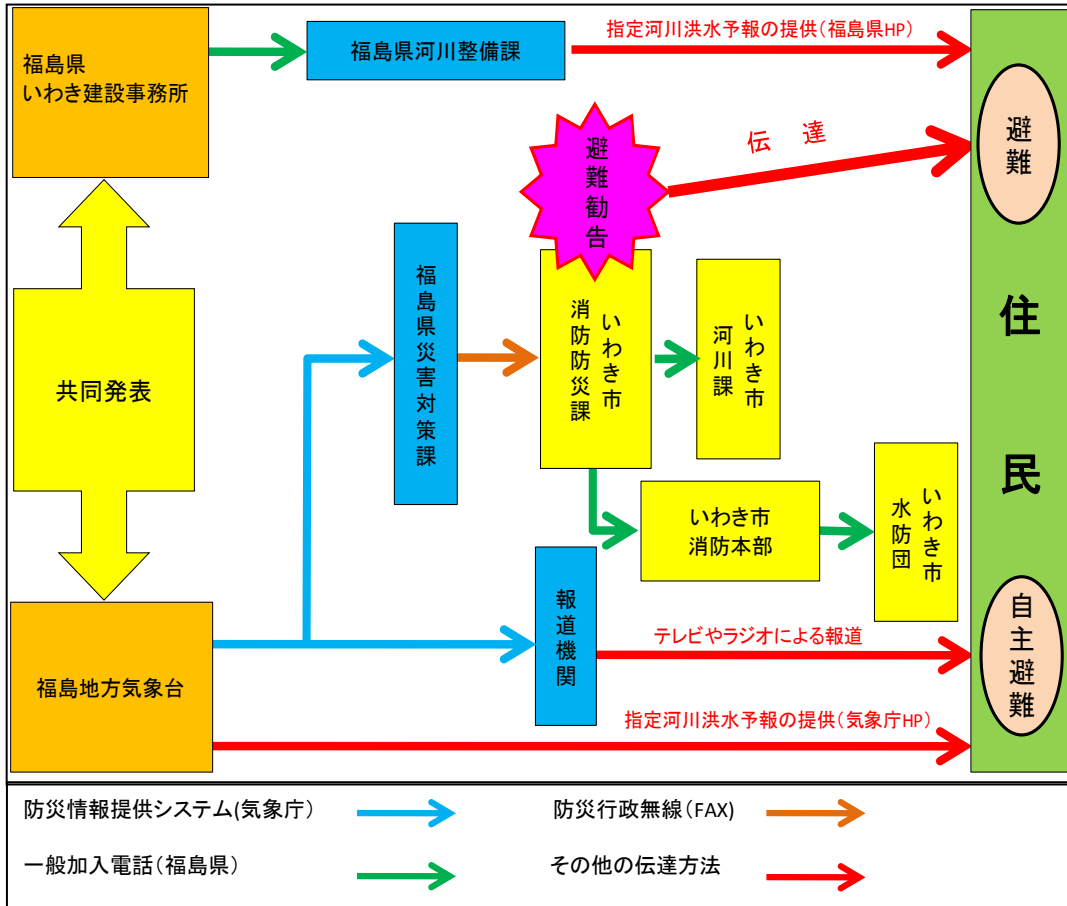 福島県
いわき建設事務所
福島県河川整備課
指定河川洪水予報の提供(福島県HP)
避難
避難勧告
伝　達
住民
共同発表
福島県災害対策課
いわき市
消防防災課
いわき市
河川課
いわき市
消防本部
いわき市
水防団
報道機関
テレビやラジオによる報道
自主避難
福島地方気象台
指定河川洪水予報の提供(気象庁HP)
防災情報提供システム(気象庁)
防災行政無線(FAX)
一般加入電話(福島県)
その他の伝達方法